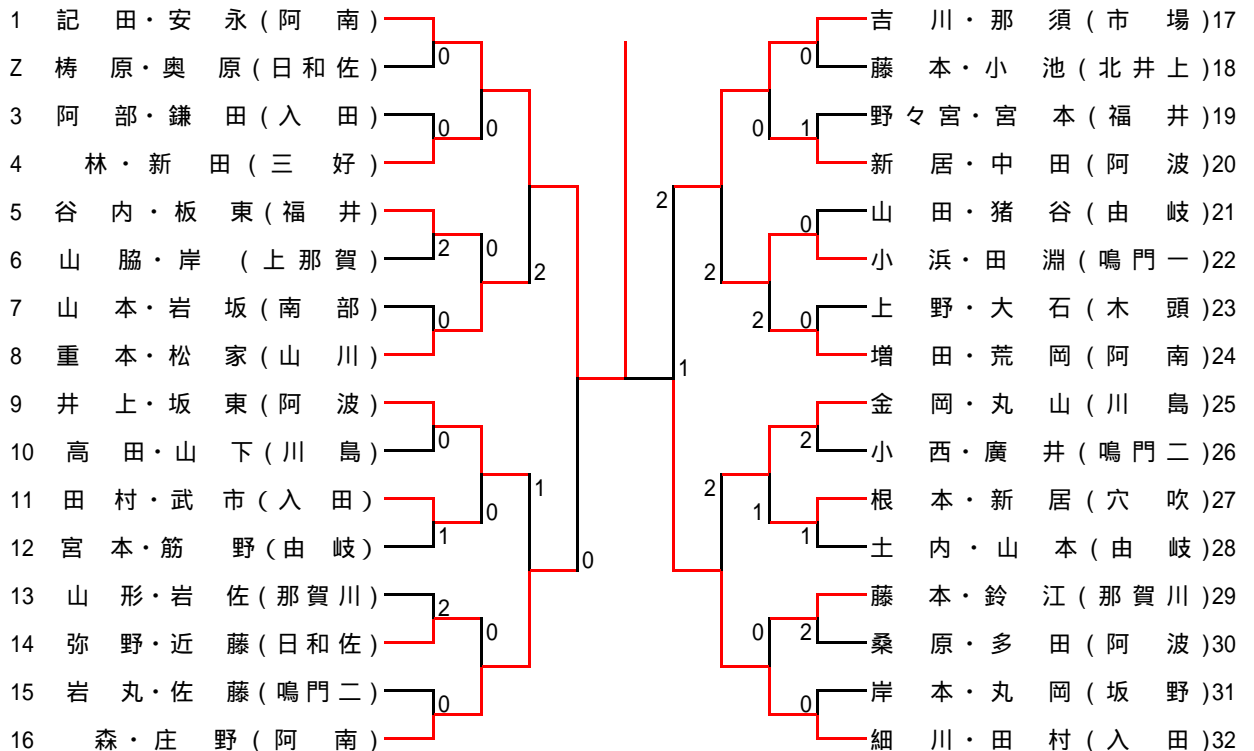 1 記 田・安 永(阿 南)
Z 梼 原・奥 原(日和佐)
0
3 阿 部・鎌 田(入 田)
0
0
4 林・新 田(三 好)
5 谷 内・板 東(福 井)
6 山 脇・岸 (上那賀)
2
0
2
7 山 本・岩 坂(南 部)
0
8 重 本・松 家(山 川)
9 井 上・坂 東(阿 波)
10 高 田・山 下(川 島)
0
11 田 村・武 市(入 田)
0
1
12 宮 本・筋 野(由 岐)
1
0
13 山 形・岩 佐(那賀川)
2
14 弥 野・近 藤(日和佐)
0
15 岩 丸・佐 藤(鳴門二)
0
16 森・庄 野(阿 南)
吉 川・那 須(市 場)17
0
藤 本・小 池(北井上)18
0
1
野々宮・宮 本(福 井)19
新 居・中 田(阿 波)20
2
0
山 田・猪 谷(由 岐)21
2
小 浜・田 淵(鳴門一)22
2
0
上 野・大 石(木 頭)23
増 田・荒 岡(阿 南)24
1
金 岡・丸 山(川 島)25
2
小 西・廣 井(鳴門二)26
2
1
根 本・新 居(穴 吹)27
1
土 内・山 本(由 岐)28
藤 本・鈴 江(那賀川)29
0
2
桑 原・多 田(阿 波)30
0
岸 本・丸 岡(坂 野)31
細 川・田 村(入 田)32